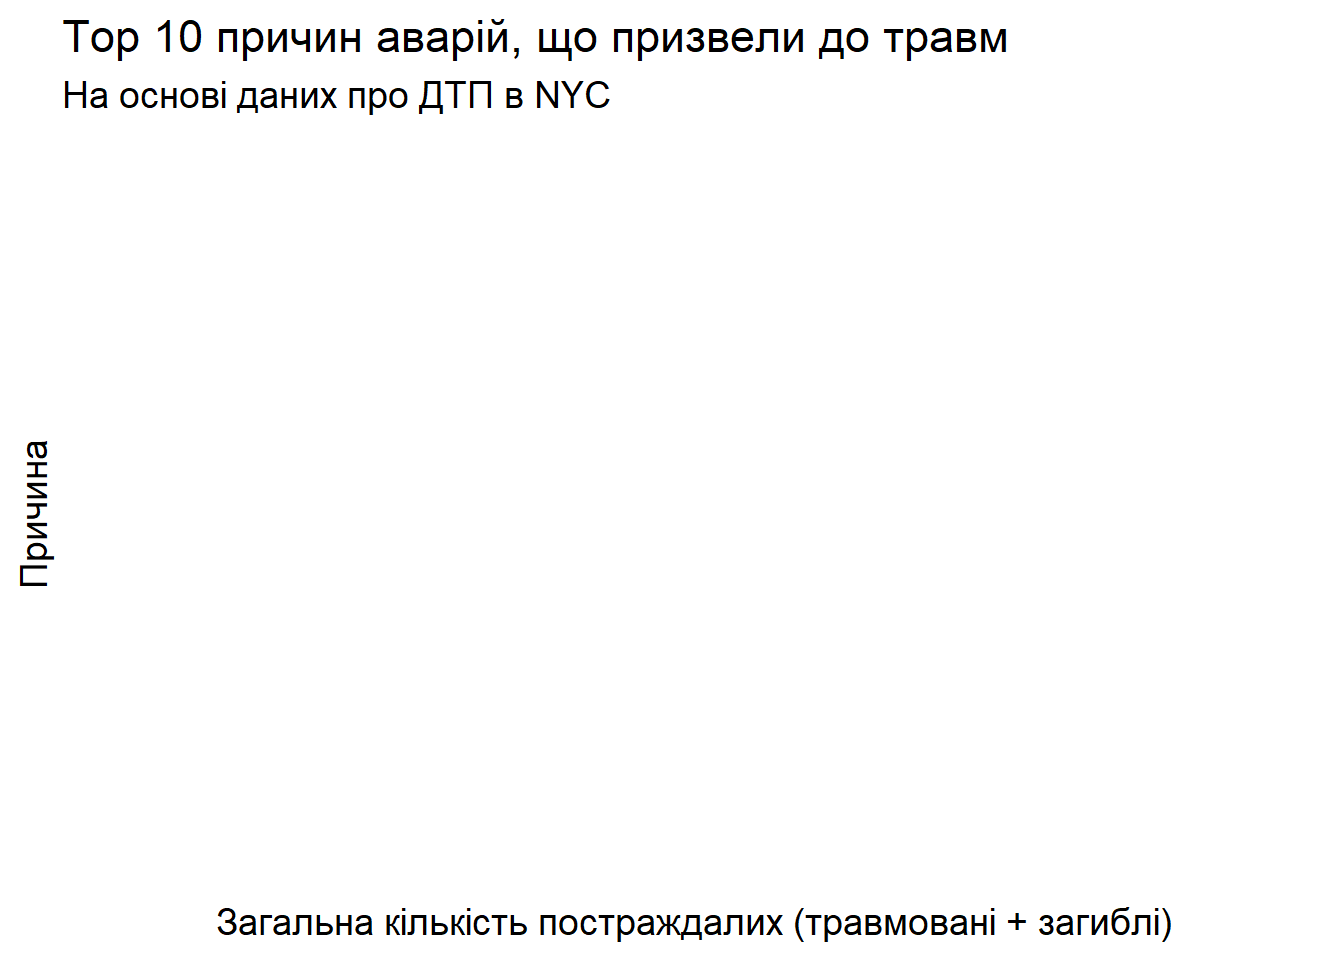 Top 10 причин аварій, що призвели до травм
На основі даних про ДТП в NYC
Причина
Загальна кількість постраждалих (травмовані + загиблі)